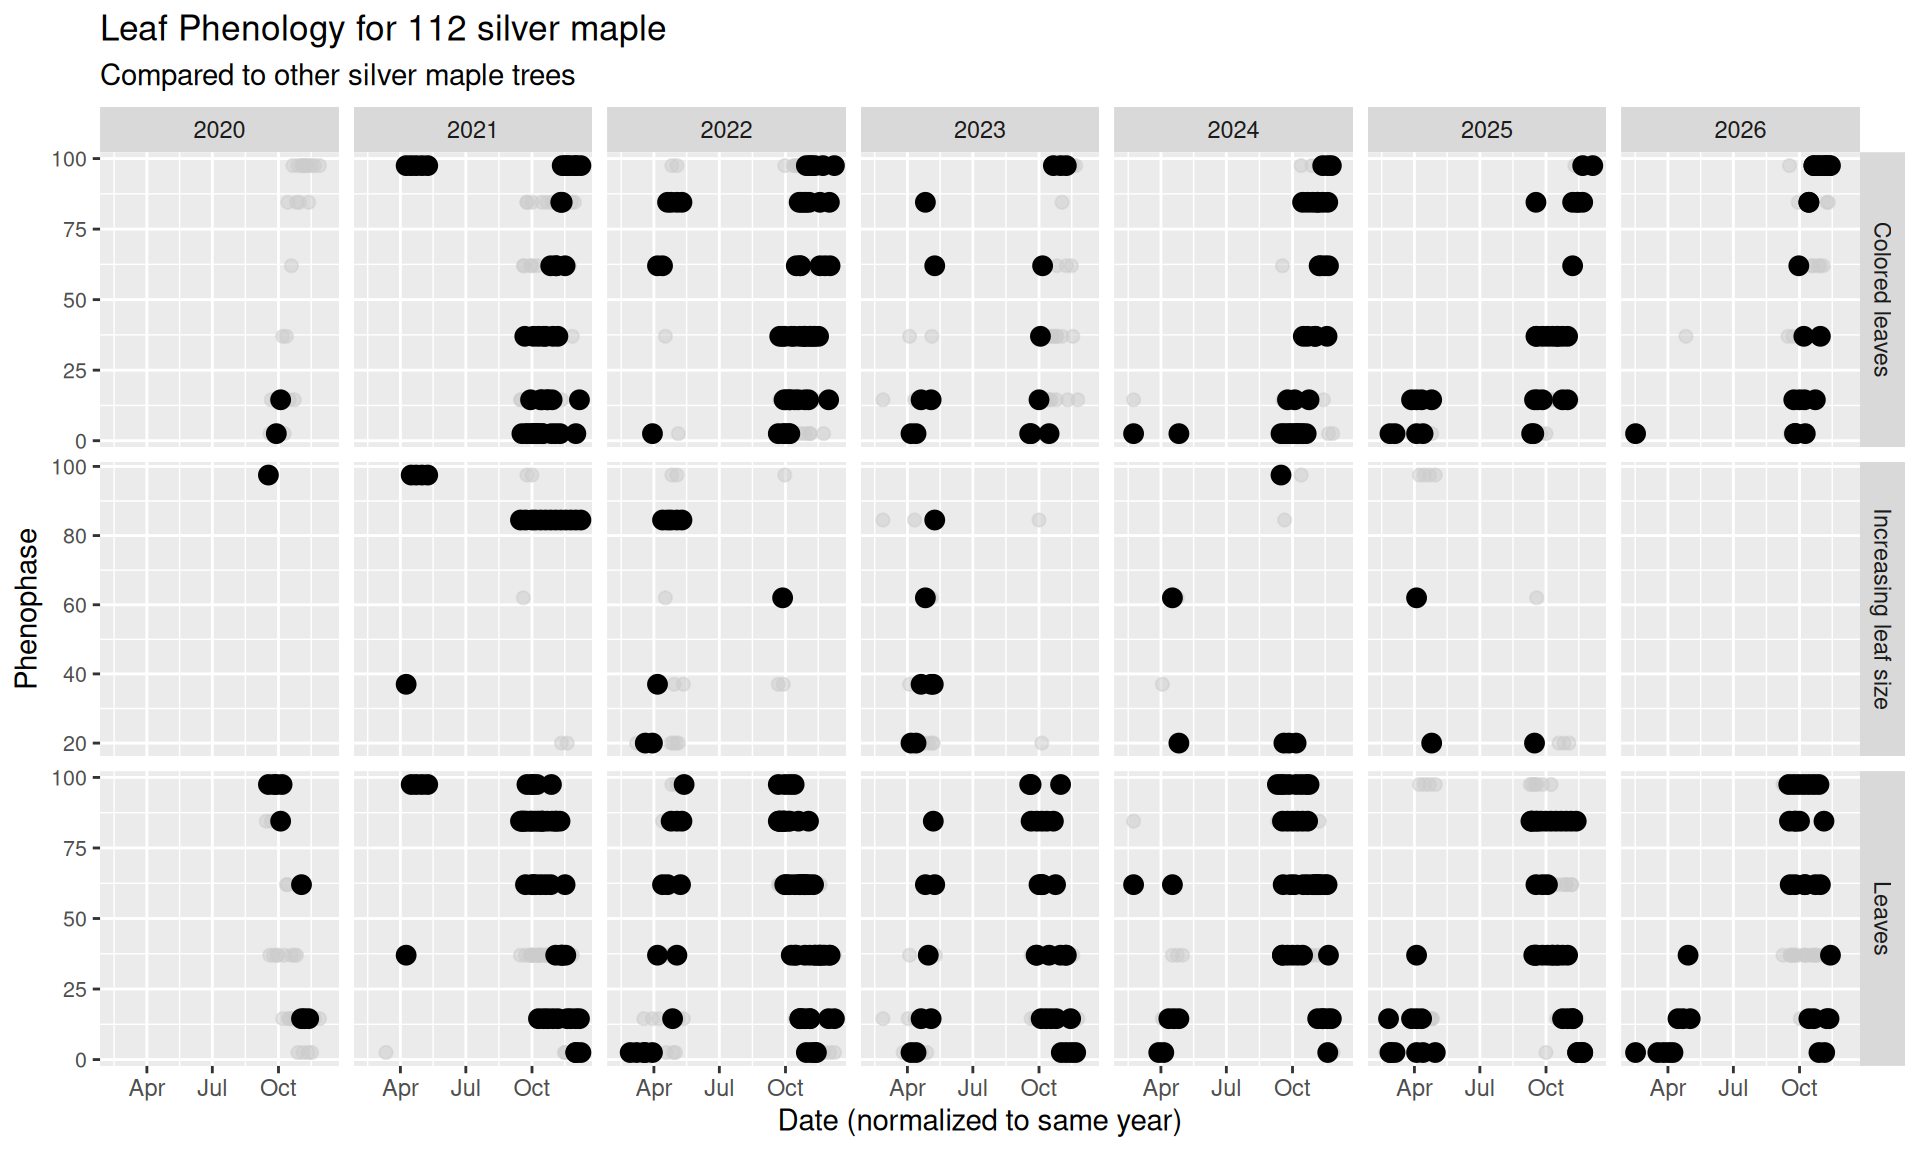 Leaf Phenology for 112 silver maple
Compared to other silver maple trees
2020 2021 2022 2023 2024 2025 2026
100
75
50
25
0
Colored leaves
100
80
60
40
20
Increasing leaf size
100
75
50
25
0
Leaves
Phenophase
Apr Jul Oct Apr Jul Oct Apr Jul Oct Apr Jul Oct Apr Jul Oct Apr Jul Oct Apr Jul Oct
Date (normalized to same year)